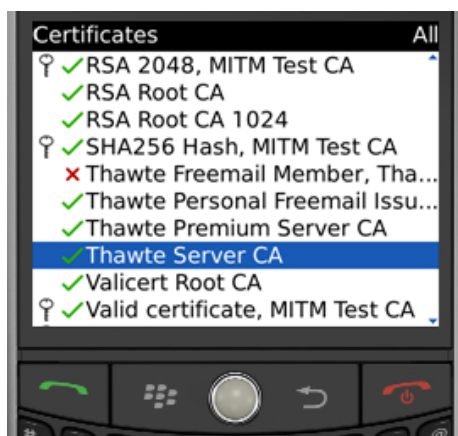 Certificates All
RSA 2048, MITM Test CA
RSA Root CA
RSA Root CA 1024
SHA256 Hash, MITM Test CA
Thawte Freemail Member, Tha...
Thawte Personal Freemail Issu...
Thawte Premium Server CA
Thawte Server CA
Valicert Root CA
Valid certificate, MITM Test CA
#
@